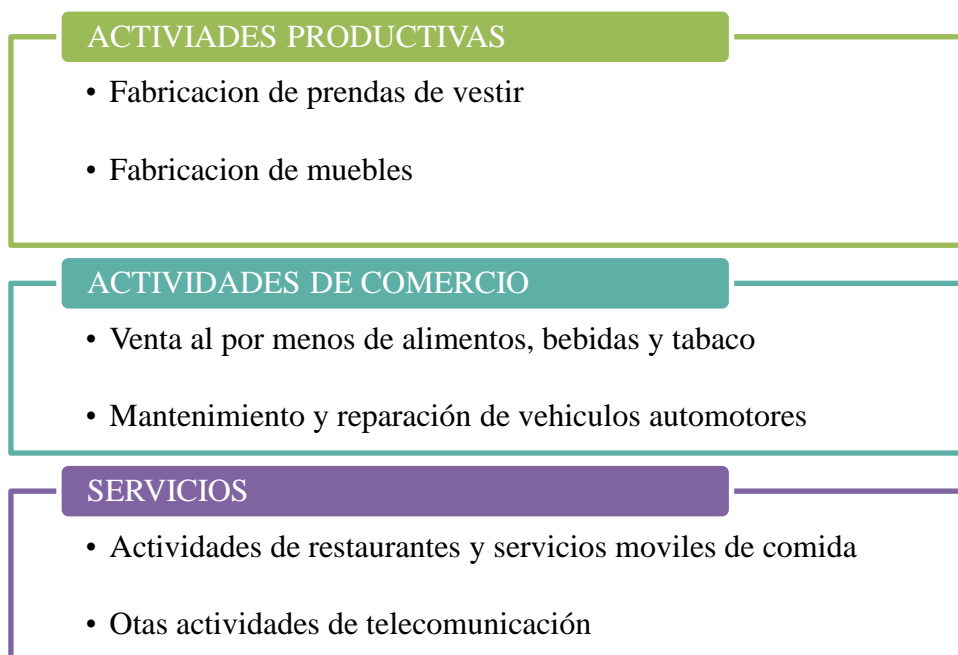 ACTIVIADES PRODUCTIVAS
• Fabricacion de prendas de vestir
• Fabricacion de muebles
ACTIVIDADES DE COMERCIO
• Venta al por menos de alimentos, bebidas y tabaco
• Mantenimiento y reparación de vehiculos automotores
SERVICIOS
• Actividades de restaurantes y servicios moviles de comida
• Otas actividades de telecomunicación